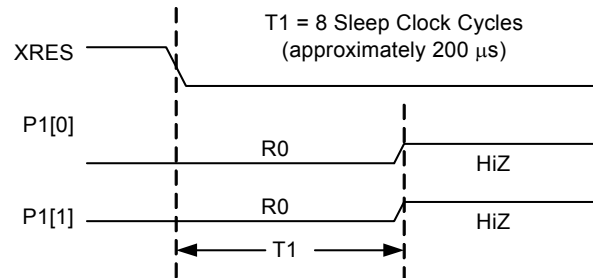 T1 = 8 Sleep Clock Cycles
(approximately 200 µs)
XRES
P1[0]
R0
HiZ
P1[1]
R0
HiZ
T1